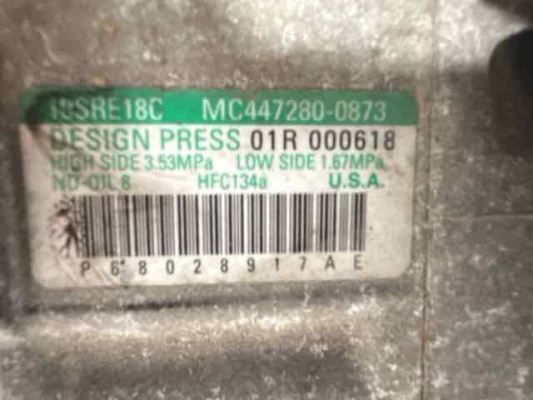 10SRE18C MC447280-0873
DESIGN PRESS 01R 000618
HIGH SIDE 3.53MPa LOW SIDE 1.67MPa
ND-OIL 8 HFC134a U.S.A.
P68028917AE